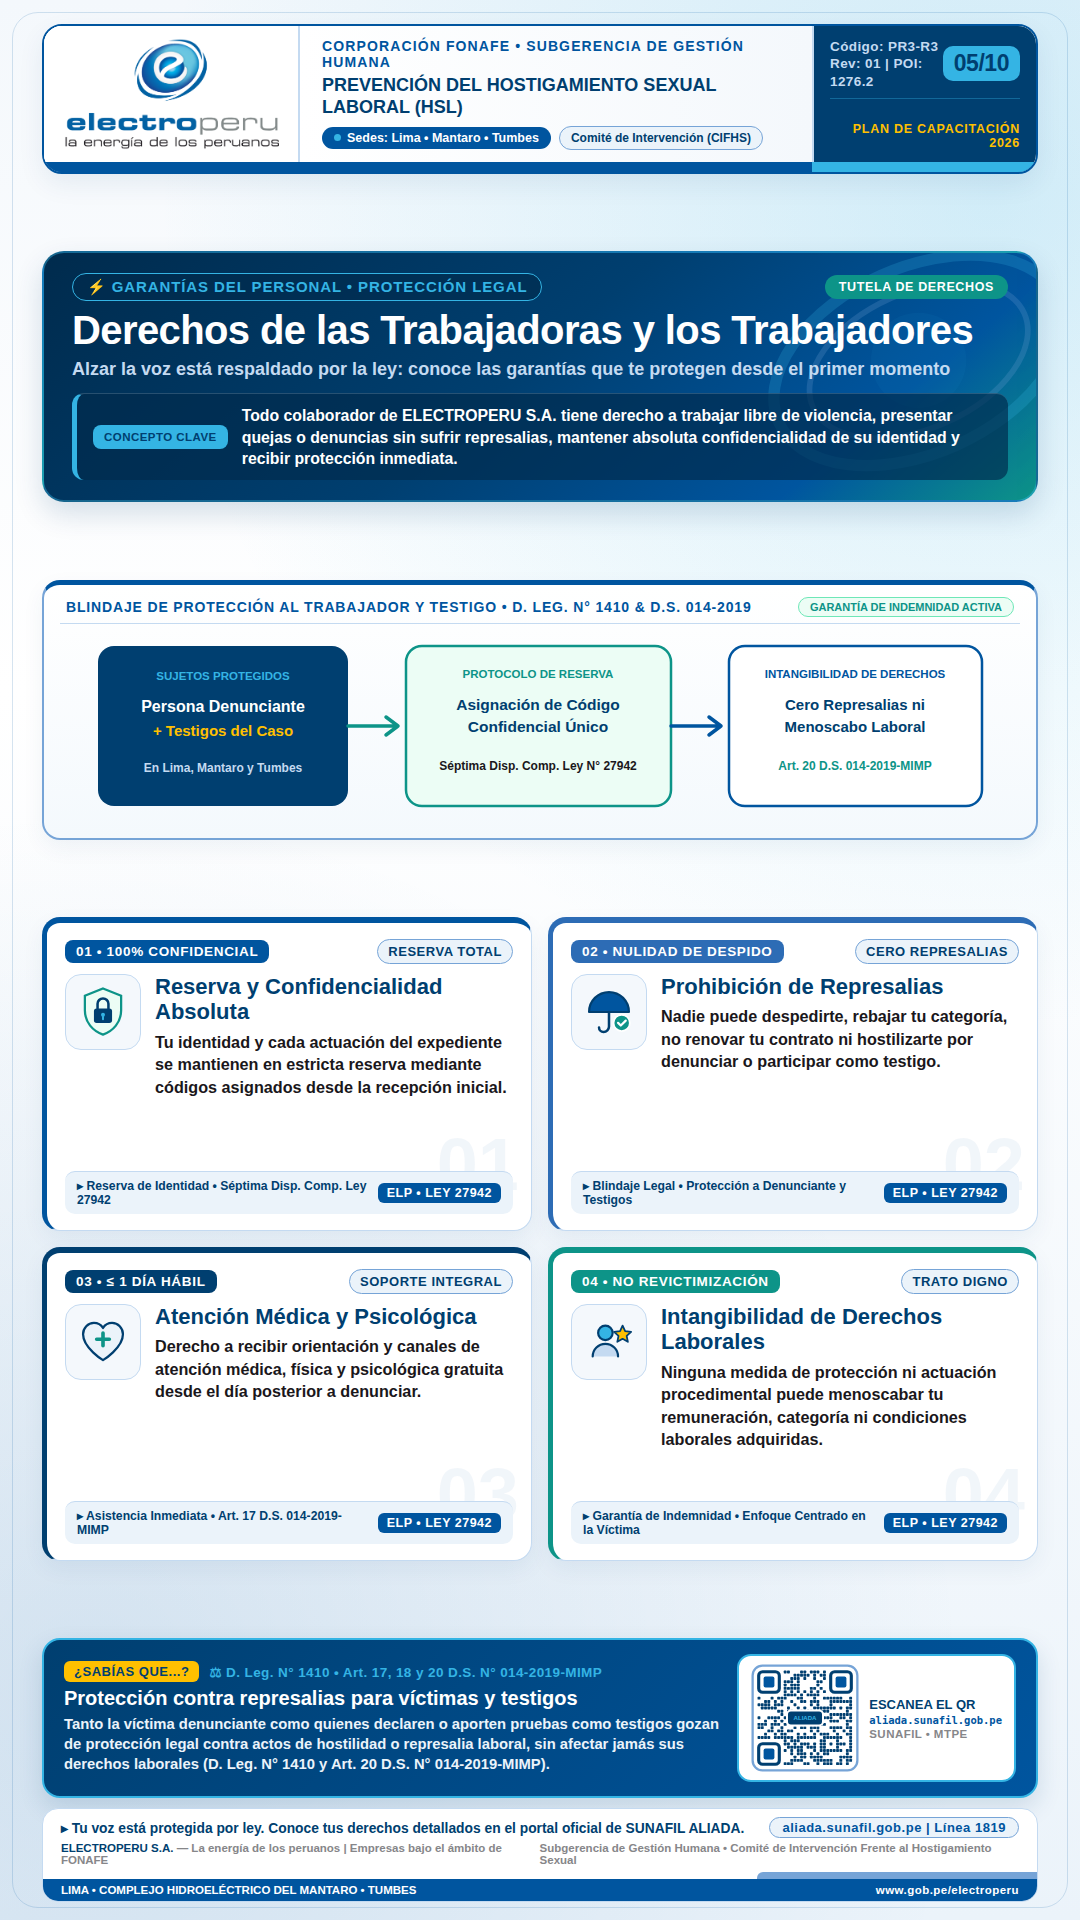 electroperu
la energía de los peruanos
CORPORACIÓN FONAFE • SUBGERENCIA DE GESTIÓN
HUMANA
PREVENCIÓN DEL HOSTIGAMIENTO SEXUAL
LABORAL (HSL)
Sedes: Lima • Mantaro • Tumbes
Comité de Intervención (CIFHS)
Código: PR3-R3
Rev: 01 | POI:
1276.2
05/10
PLAN DE CAPACITACIÓN
2026
⚡ GARANTÍAS DEL PERSONAL • PROTECCIÓN LEGAL
TUTELA DE DERECHOS
Derechos de las Trabajadoras y los Trabajadores
Alzar la voz está respaldado por la ley: conoce las garantías que te protegen desde el primer momento
CONCEPTO CLAVE
Todo colaborador de ELECTROPERU S.A. tiene derecho a trabajar libre de violencia, presentar
quejas o denuncias sin sufrir represalias, mantener absoluta confidencialidad de su identidad y
recibir protección inmediata.
BLINDAJE DE PROTECCIÓN AL TRABAJADOR Y TESTIGO • D. LEG. N° 1410 & D.S. 014-2019
GARANTÍA DE INDEMNIDAD ACTIVA
SUJETOS PROTEGIDOS
Persona Denunciante
+ Testigos del Caso
En Lima, Mantaro y Tumbes
PROTOCOLO DE RESERVA
Asignación de Código
Confidencial Único
Séptima Disp. Comp. Ley N° 27942
INTANGIBILIDAD DE DERECHOS
Cero Represalias ni
Menoscabo Laboral
Art. 20 D.S. 014-2019-MIMP
01 • 100% CONFIDENCIAL
RESERVA TOTAL
Reserva y Confidencialidad
Absoluta
Tu identidad y cada actuación del expediente
se mantienen en estricta reserva mediante
códigos asignados desde la recepción inicial.
01
▸ Reserva de Identidad • Séptima Disp. Comp. Ley
27942
ELP • LEY 27942
02 • NULIDAD DE DESPIDO
CERO REPRESALIAS
Prohibición de Represalias
Nadie puede despedirte, rebajar tu categoría,
no renovar tu contrato ni hostilizarte por
denunciar o participar como testigo.
02
▸ Blindaje Legal • Protección a Denunciante y
Testigos
ELP • LEY 27942
03 • ≤ 1 DÍA HÁBIL
SOPORTE INTEGRAL
Atención Médica y Psicológica
Derecho a recibir orientación y canales de
atención médica, física y psicológica gratuita
desde el día posterior a denunciar.
03
▸ Asistencia Inmediata • Art. 17 D.S. 014-2019-
MIMP
ELP • LEY 27942
04 • NO REVICTIMIZACIÓN
TRATO DIGNO
Intangibilidad de Derechos
Laborales
Ninguna medida de protección ni actuación
procedimental puede menoscabar tu
remuneración, categoría ni condiciones
laborales adquiridas.
04
▸ Garantía de Indemnidad • Enfoque Centrado en
la Víctima
ELP • LEY 27942
¿SABÍAS QUE...?
⚖ D. Leg. N° 1410 • Art. 17, 18 y 20 D.S. N° 014-2019-MIMP
Protección contra represalias para víctimas y testigos
Tanto la víctima denunciante como quienes declaren o aporten pruebas como testigos gozan
de protección legal contra actos de hostilidad o represalia laboral, sin afectar jamás sus
derechos laborales (D. Leg. N° 1410 y Art. 20 D.S. N° 014-2019-MIMP).
ALIADA
ESCANEA EL QR
aliada.sunafil.gob.pe
SUNAFIL • MTPE
▸ Tu voz está protegida por ley. Conoce tus derechos detallados en el portal oficial de SUNAFIL ALIADA.
aliada.sunafil.gob.pe | Línea 1819
ELECTROPERU S.A. — La energía de los peruanos | Empresas bajo el ámbito de
FONAFE
Subgerencia de Gestión Humana • Comité de Intervención Frente al Hostigamiento
Sexual
LIMA • COMPLEJO HIDROELÉCTRICO DEL MANTARO • TUMBES
www.gob.pe/electroperu